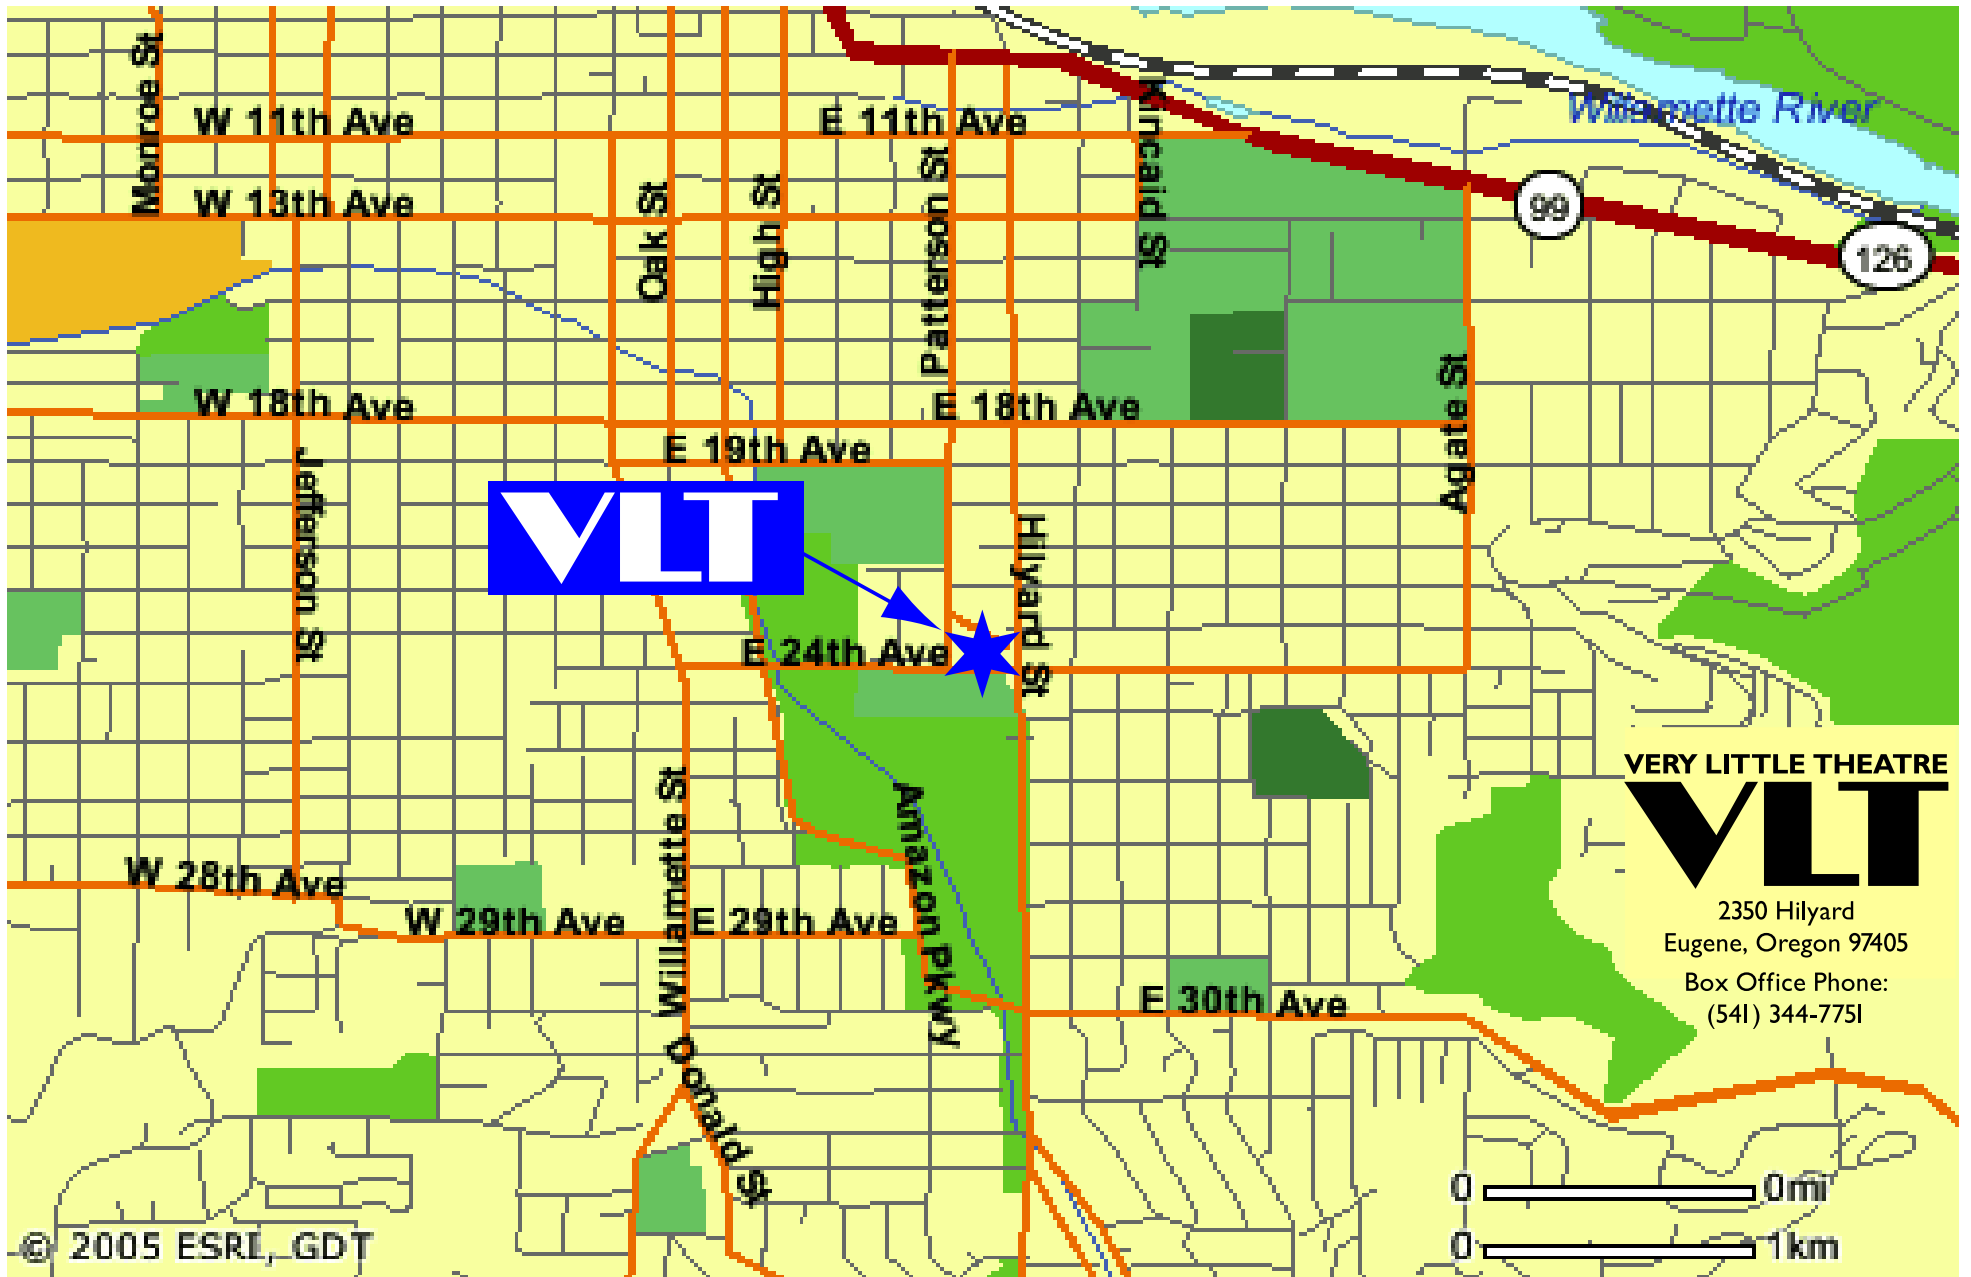 Monroe St
W 11th Ave
E 11th Ave
Kincaid St
Willamette River
W 13th Ave
Oak St
High St
Patterson St
99
126
W 18th Ave
E 18th Ave
Agate St
E 19th Ave
Jefferson St
VLT
Hilyard St
E 24th Ave
VERY LITTLE THEATRE
VLT
2350 Hilyard
Eugene, Oregon 97405
Box Office Phone:
(541) 344-7751
Willamette St
Amazon Pkwy
W 28th Ave
W 29th Ave
E 29th Ave
E 30th Ave
Donald St
0 0mi
0 1km
© 2005 ESRI, GDT